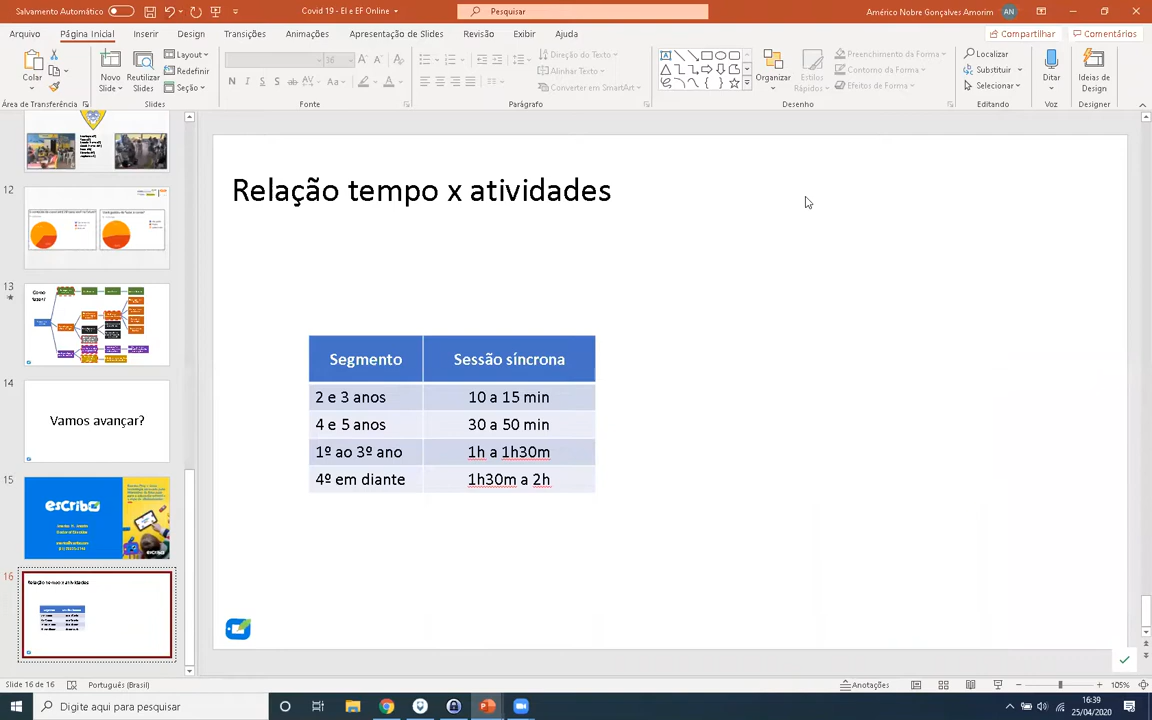 Salvamento Automático
Covid 19 - EI e EF Online
Pesquisar
Américo Nobre Gonçalves Amorim
AN
Arquivo
Página Inicial
Inserir
Design
Transições
Animações
Apresentação de Slides
Revisão
Exibir
Ajuda
Compartilhar
Comentários
Colar
Novo Slide
Reutilizar Slides
Layout
Redefinir
Seção
36
Direção do Texto
Alinhar Texto
Converter em SmartArt
Organizar
Estilos Rápidos
Preenchimento da Forma
Contorno da Forma
Efeitos de Forma
Localizar
Substituir
Selecionar
Ditar
Ideias de Design
Área de Transferência
Slides
Fonte
Parágrafo
Desenho
Editando
Voz
Designer
12
13
Como fazer?
14
Vamos avançar?
15
escribo
16
Relação tempo x atividades
Relação tempo x atividades
Segmento Sessão síncrona
2 e 3 anos 10 a 15 min
4 e 5 anos 30 a 50 min
1º ao 3º ano 1h a 1h30m
4º em diante 1h30m a 2h
Slide 16 de 16
Português (Brasil)
Anotações
105%
Digite aqui para pesquisar
16:39
25/04/2020